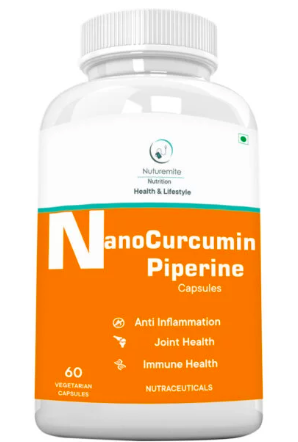 Nuturemite
Nutrition
Health & Lifestyle
NanoCurcumin
Piperine
Capsules
Anti Inflammation
Joint Health
Immune Health
60
VEGETARIAN
CAPSULES
NUTRACEUTICALS